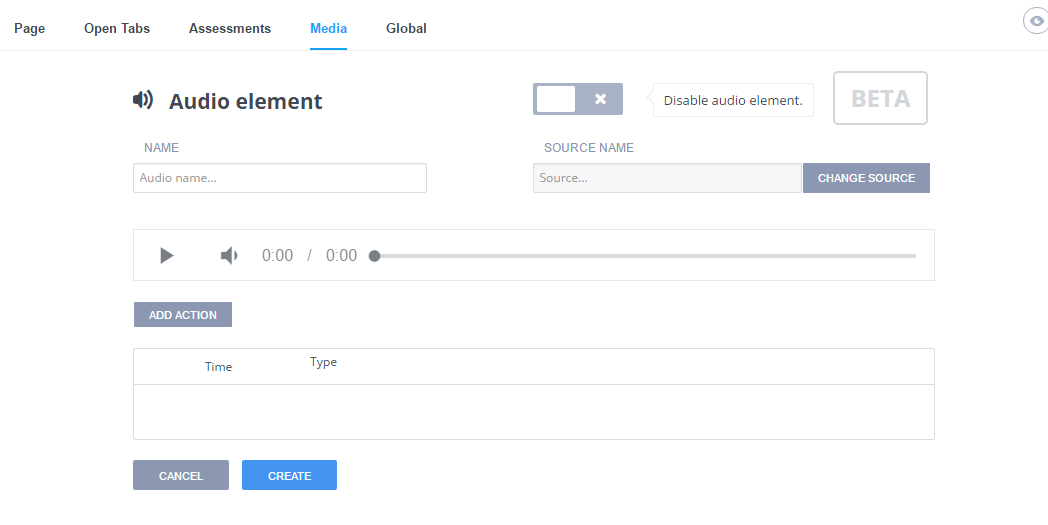 Page Open Tabs Assessments Media Global
Audio element
Disable audio element.
BETA
NAME
SOURCE NAME
Audio name...
Source...
CHANGE SOURCE
0:00 / 0:00
ADD ACTION
Time Type
CANCEL CREATE